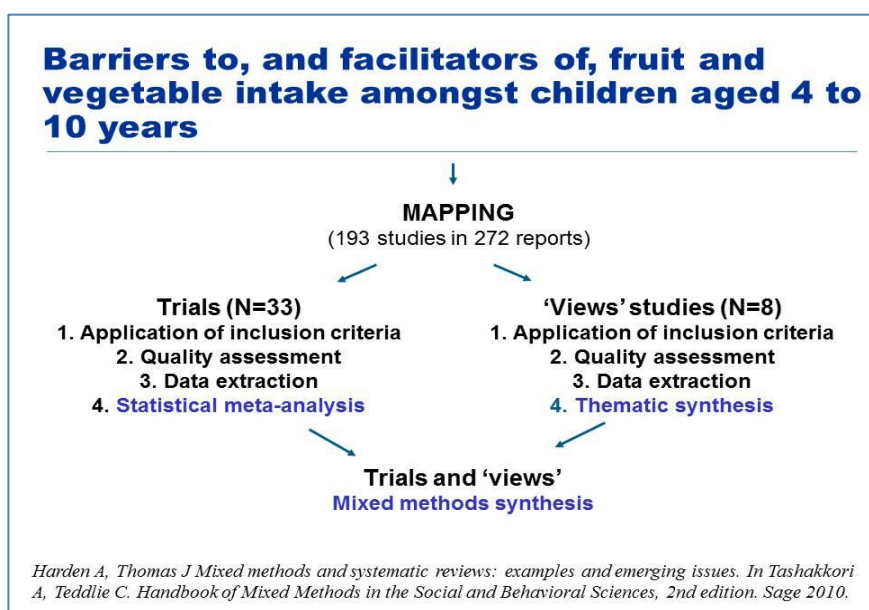 Barriers to, and facilitators of, fruit and
vegetable intake amongst children aged 4 to
10 years
MAPPING
(193 studies in 272 reports)
Trials (N=33)
1. Application of inclusion criteria
2. Quality assessment
3. Data extraction
4. Statistical meta-analysis
‘Views’ studies (N=8)
1. Application of inclusion criteria
2. Quality assessment
3. Data extraction
4. Thematic synthesis
Trials and ‘views’
Mixed methods synthesis
Harden A, Thomas J Mixed methods and systematic reviews: examples and emerging issues. In Tashakkori
A, Teddlie C. Handbook of Mixed Methods in the Social and Behavioral Sciences, 2nd edition. Sage 2010.